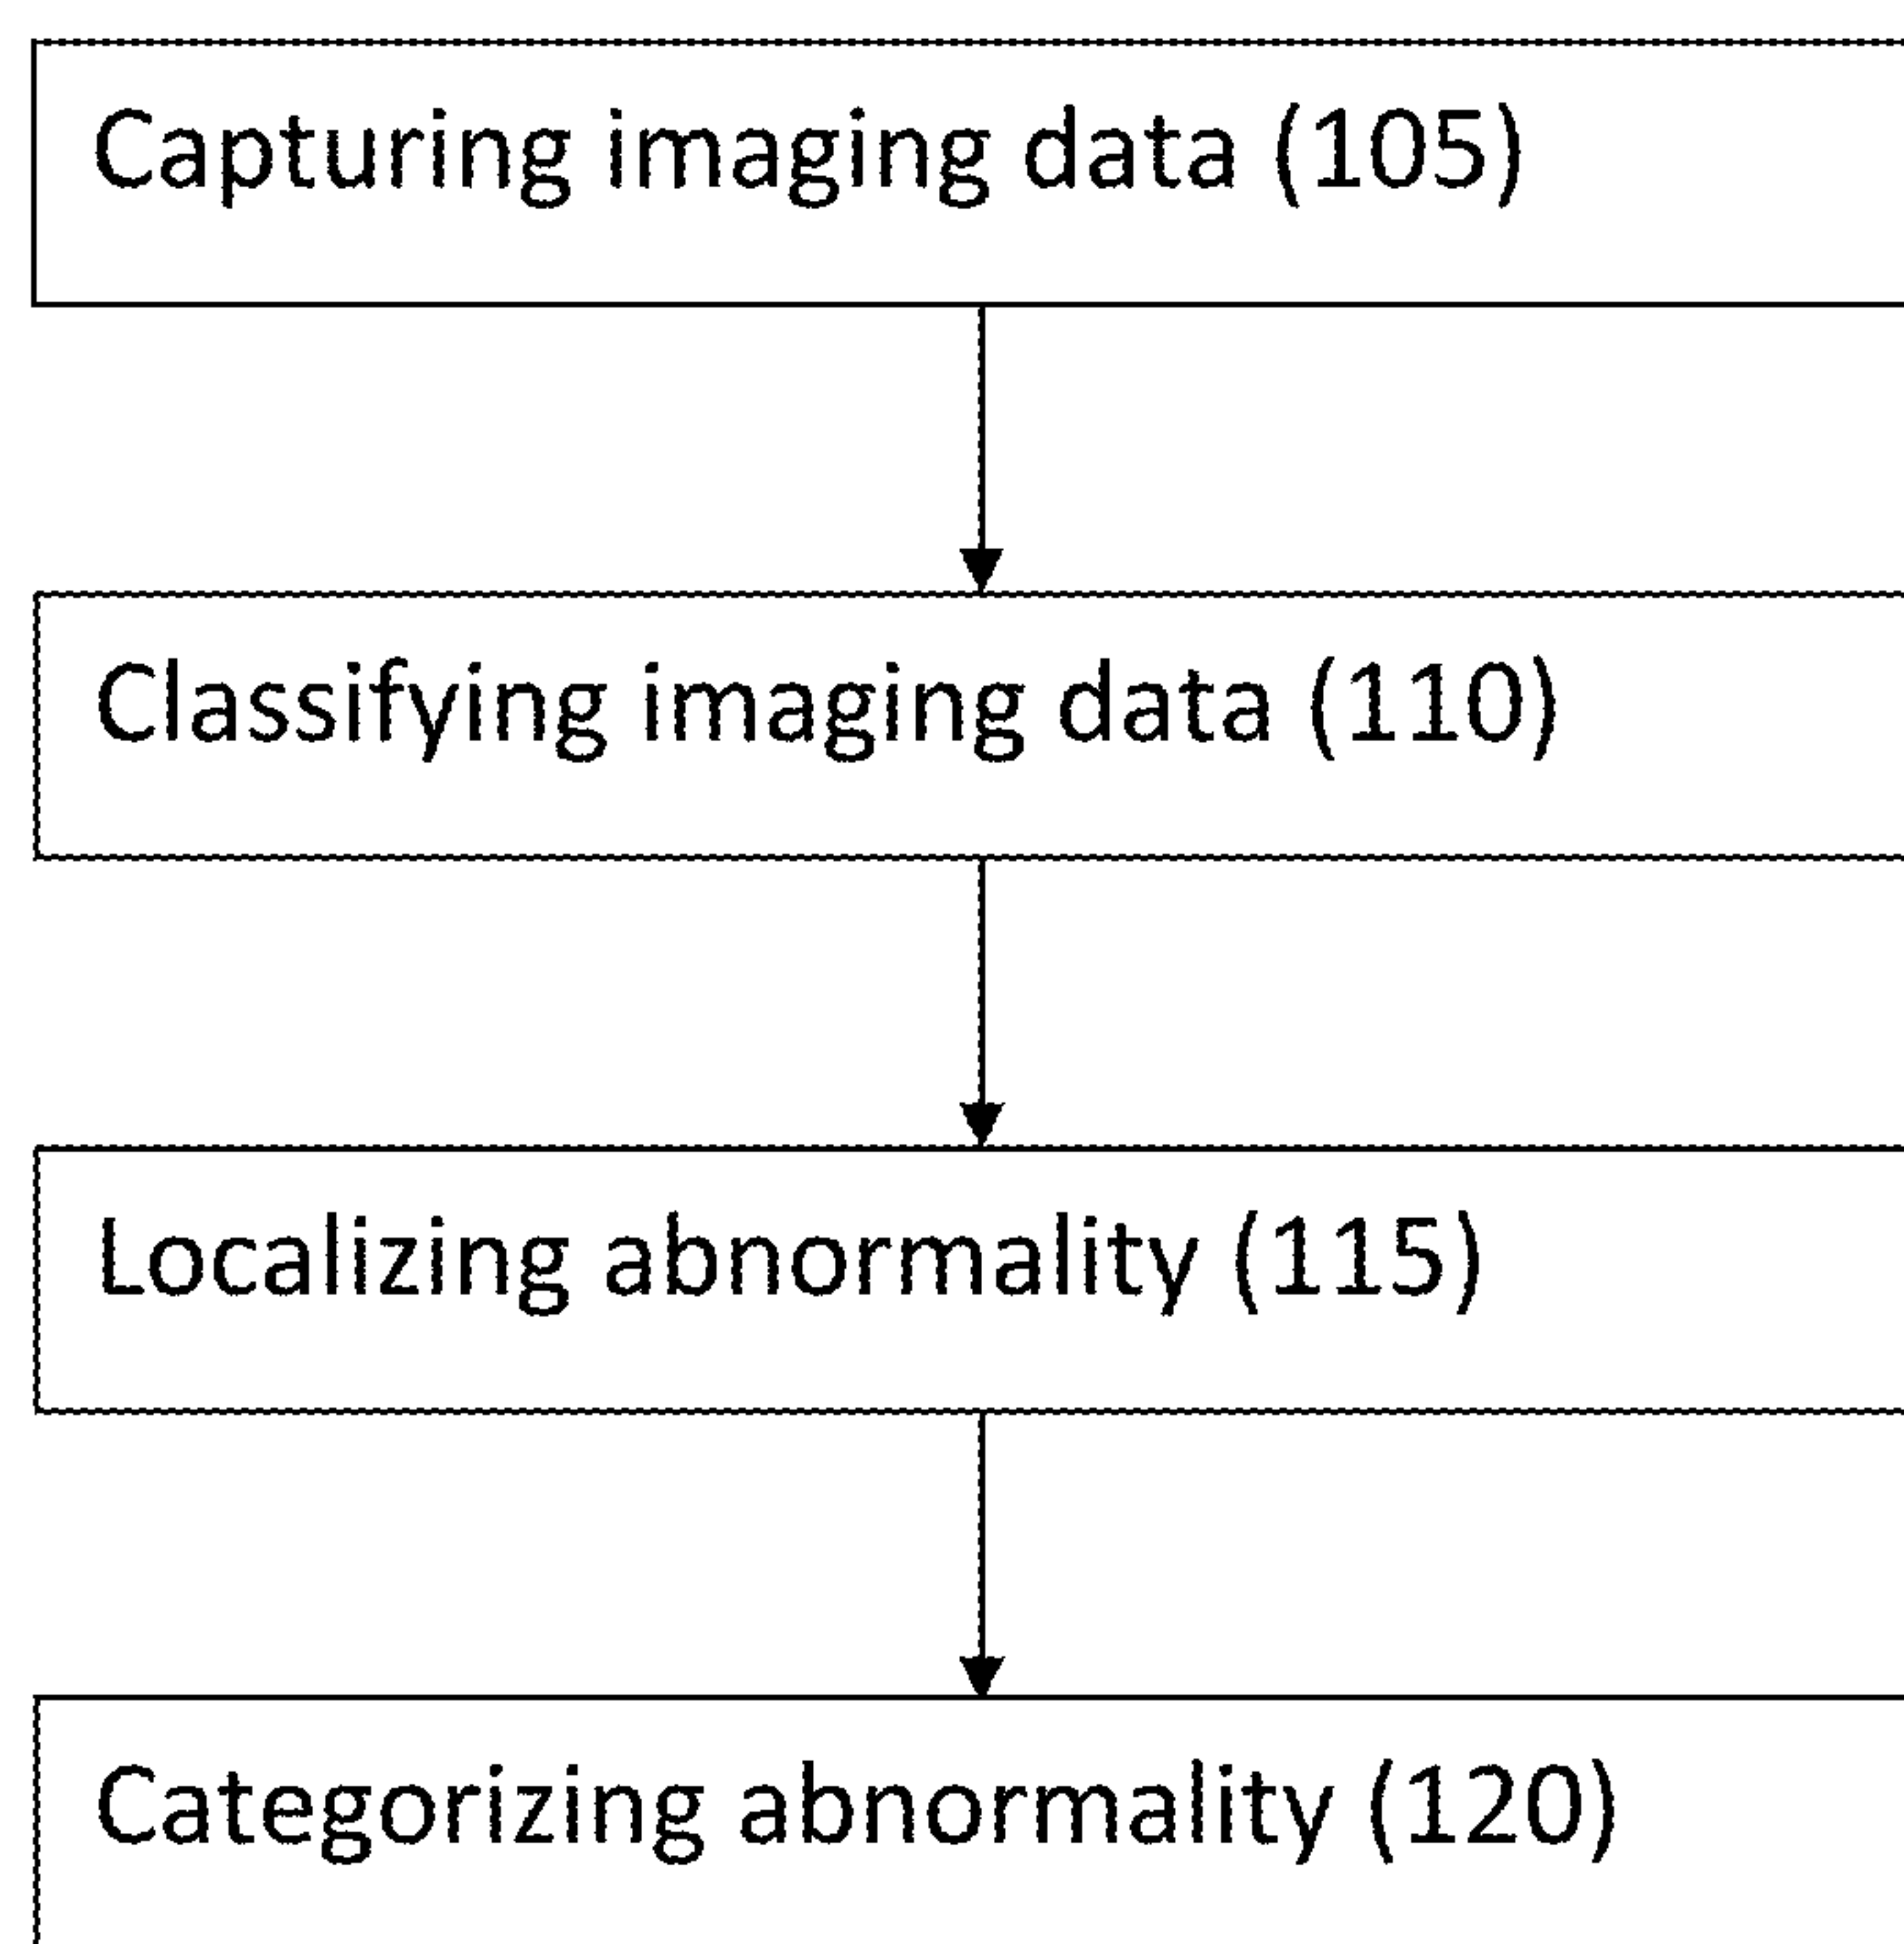 Capturing imaging data (105)
Classifying imaging data (110)
Localizing abnormality (115)
Categorizing abnormality (120)